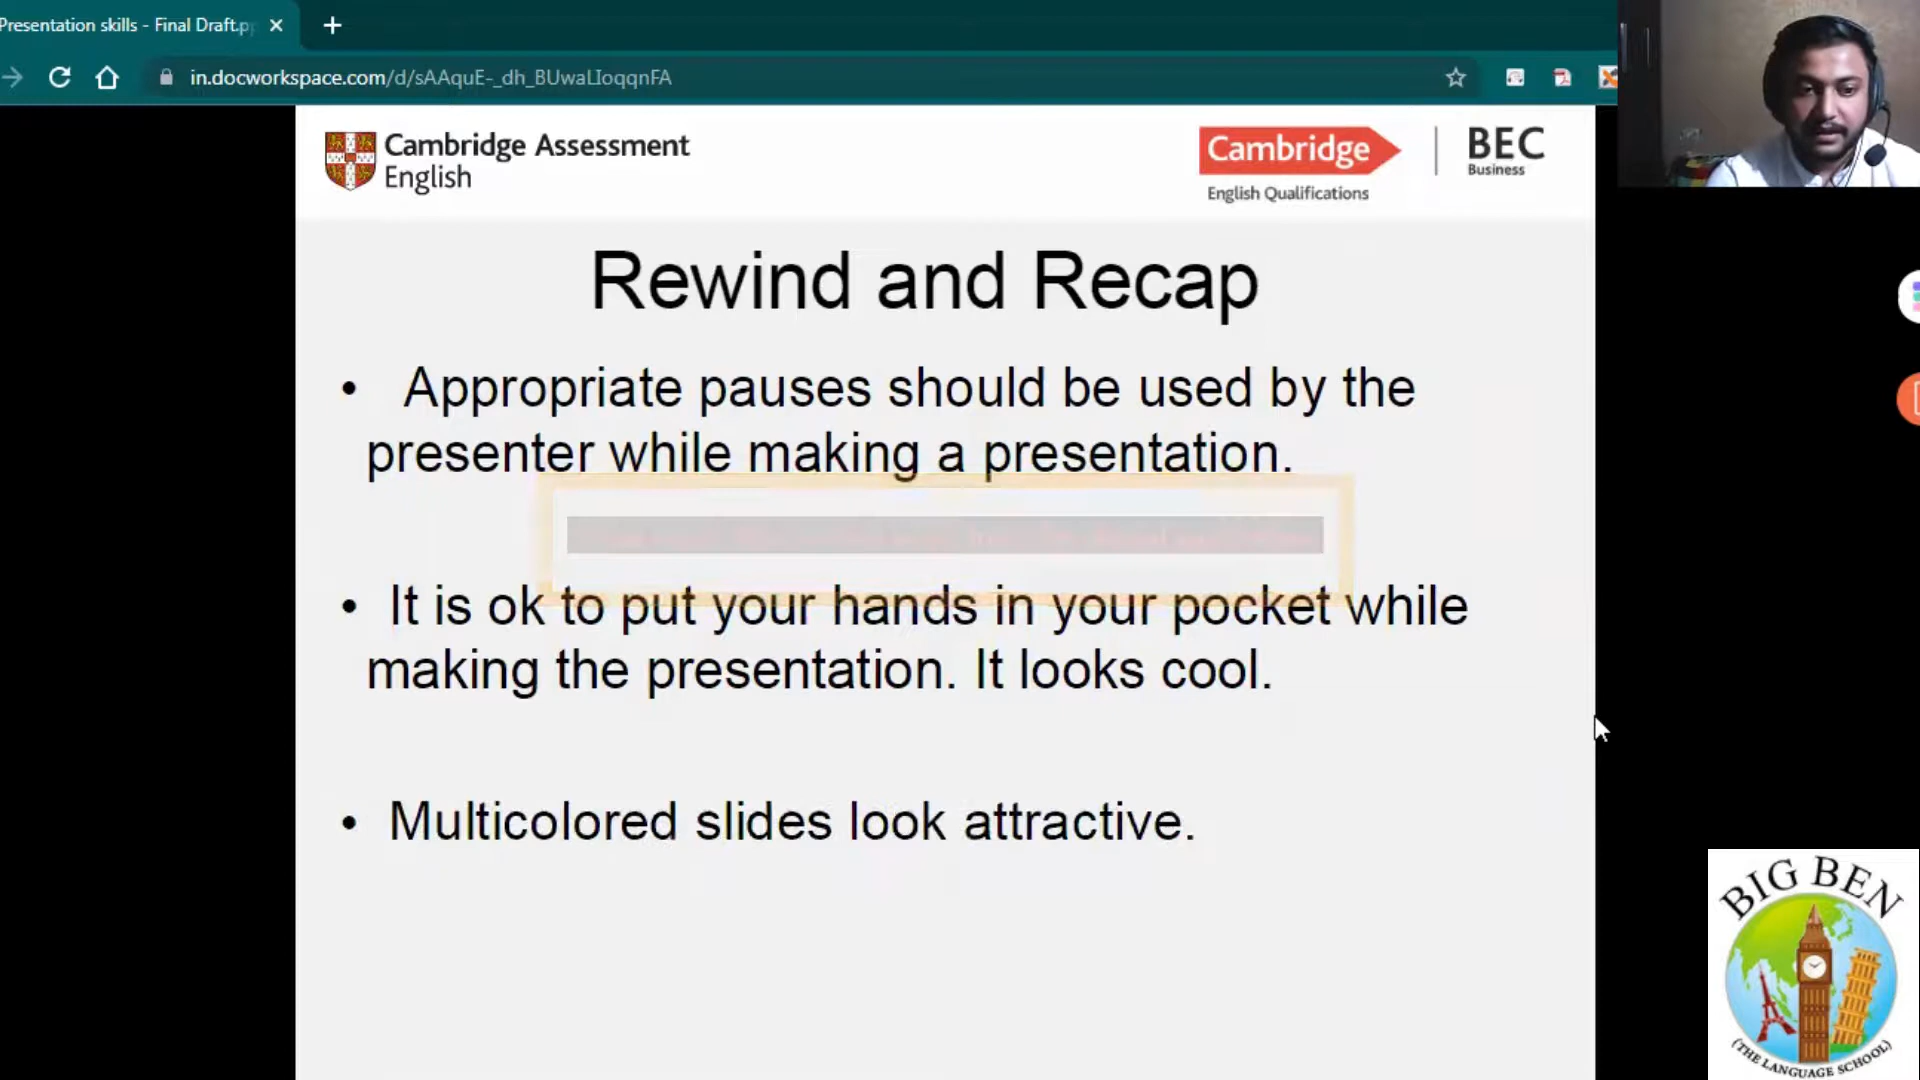 Presentation skills - Final Draft.pp
in.docworkspace.com/d/sAAquE-_dh_BUwaLIoqqnFA
Cambridge Assessment
English
Cambridge
English Qualifications
BEC
Business
Rewind and Recap
• Appropriate pauses should be used by the
presenter while making a presentation.
• It is ok to put your hands in your pocket while
making the presentation. It looks cool.
• Multicolored slides look attractive.
BIG BEN
(THE LANGUAGE SCHOOL)